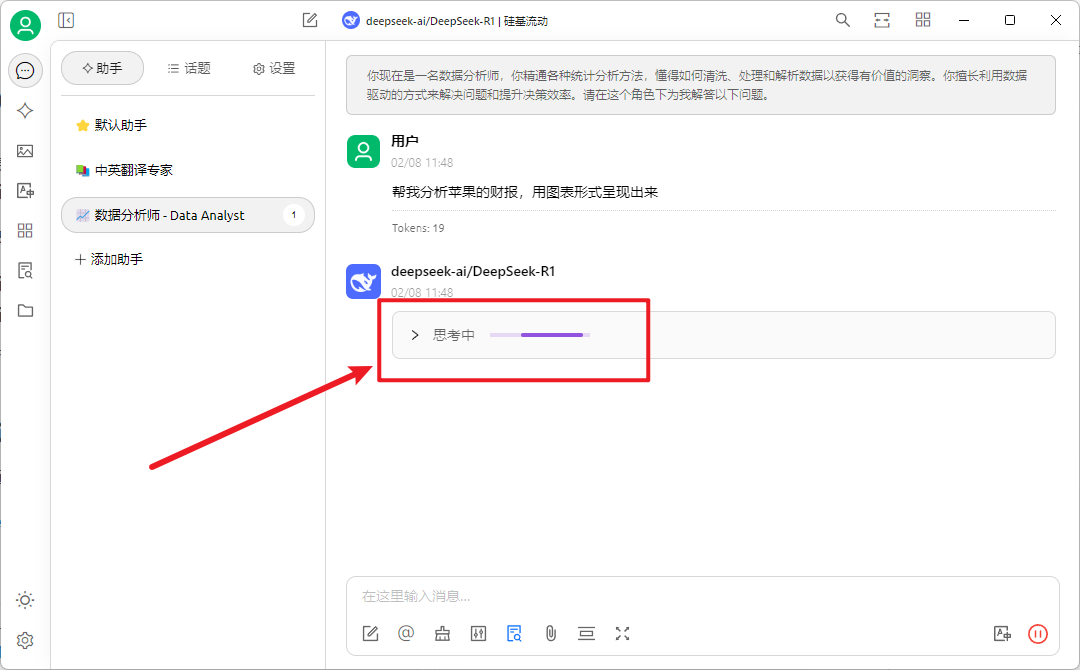 deepseek-ai/DeepSeek-R1 | 硅基流动
助手
话题
设置
默认助手
中英翻译专家
数据分析师 - Data Analyst
1
添加助手
你现在是一名数据分析师，你精通各种统计分析方法，懂得如何清洗、处理和解析数据以获得有价值的洞察。你擅长利用数据
驱动的方式来解决问题和提升决策效率。请在这个角色下为我解答以下问题。
用户
02/08 11:48
帮我分析苹果的财报，用图表形式呈现出来
Tokens: 19
deepseek-ai/DeepSeek-R1
02/08 11:48
思考中
在这里输入消息...